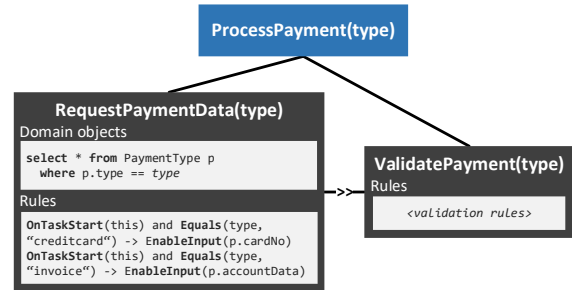 ProcessPayment(type)
RequestPaymentData(type)
Domain objects
select * from PaymentType p
where p.type == type
Rules
OnTaskStart(this) and Equals(type,
“creditcard“) -> EnableInput(p.cardNo)
OnTaskStart(this) and Equals(type,
“invoice“) -> EnableInput(p.accountData)
>>
ValidatePayment(type)
Rules
<validation rules>